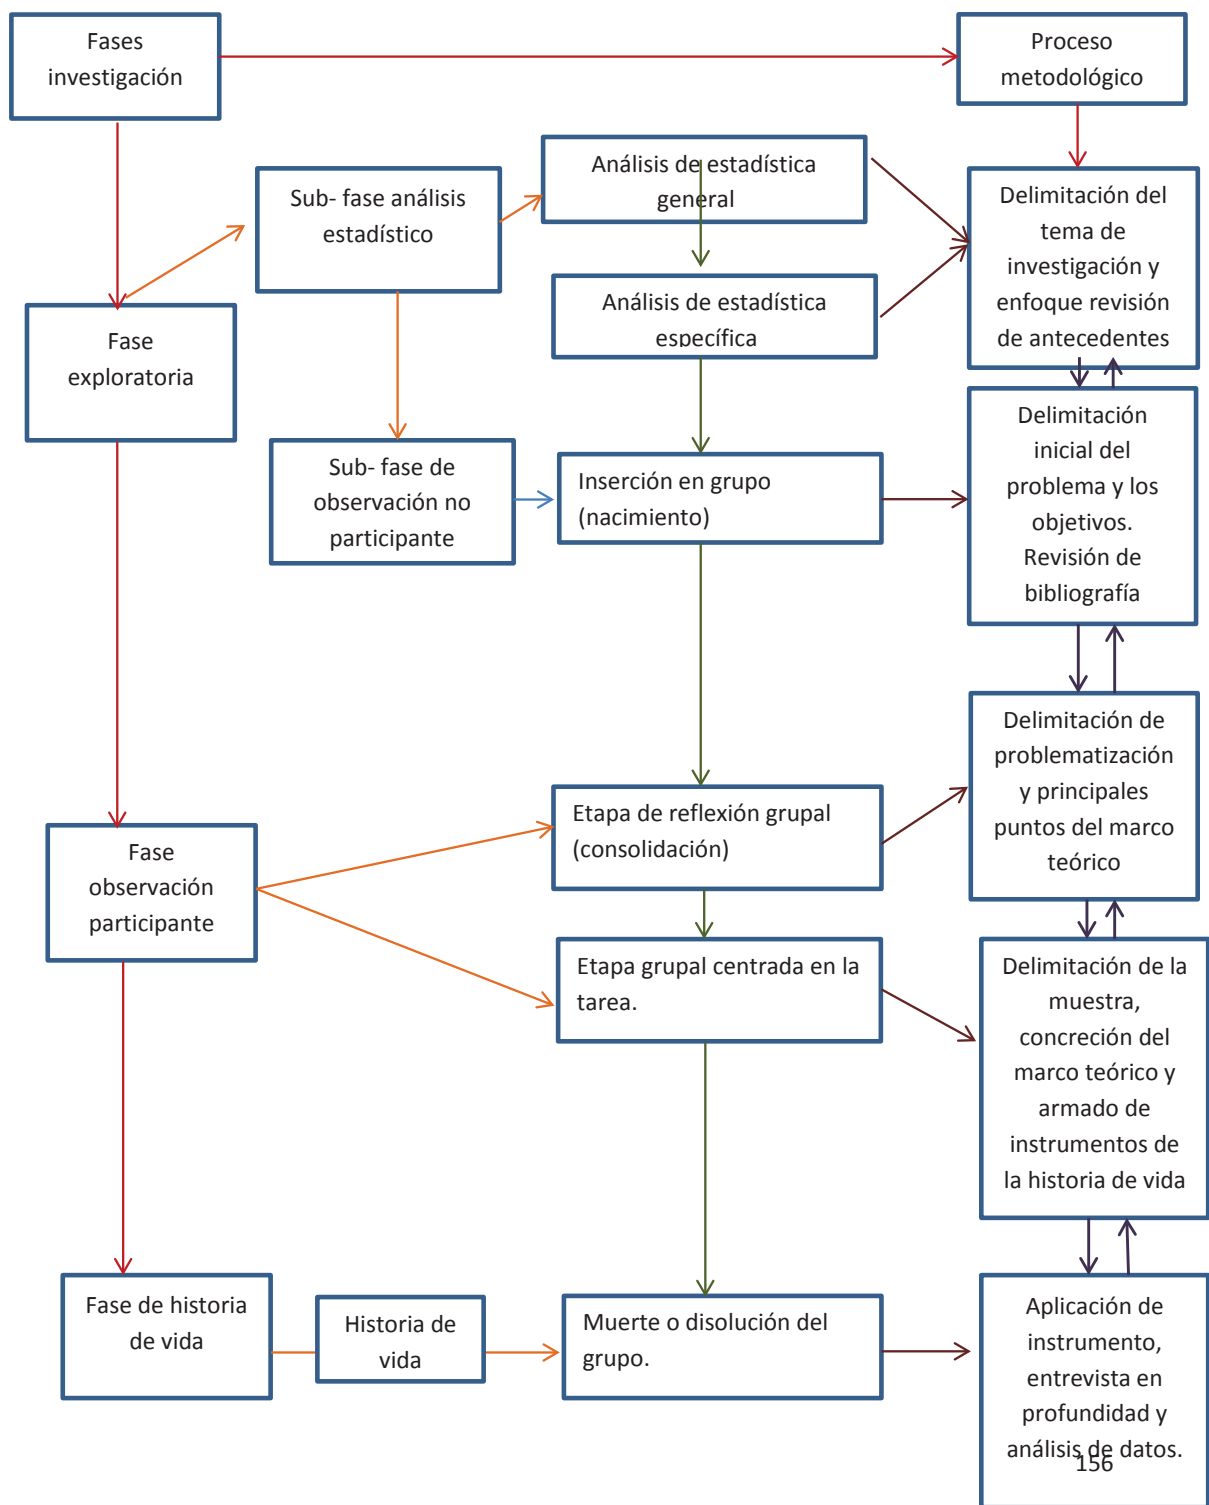 Fases
investigación
Proceso
metodológico
Sub- fase análisis
estadístico
Análisis de estadística
general
Delimitación del
tema de
investigación y
enfoque revisión
de antecedentes
Análisis de estadística
específica
Fase
exploratoria
Sub- fase de
observación no
participante
Inserción en grupo
(nacimiento)
Delimitación
inicial del
problema y los
objetivos.
Revisión de
bibliografía
Etapa de reflexión grupal
(consolidación)
Delimitación de
problematización
y principales
puntos del marco
teórico
Fase
observación
participante
Etapa grupal centrada en la
tarea.
Delimitación de la
muestra,
concreción del
marco teórico y
armado de
instrumentos de
la historia de vida
Fase de historia
de vida
Historia de
vida
Muerte o disolución del
grupo.
Aplicación de
instrumento,
entrevista en
profundidad y
análisis de datos.
156